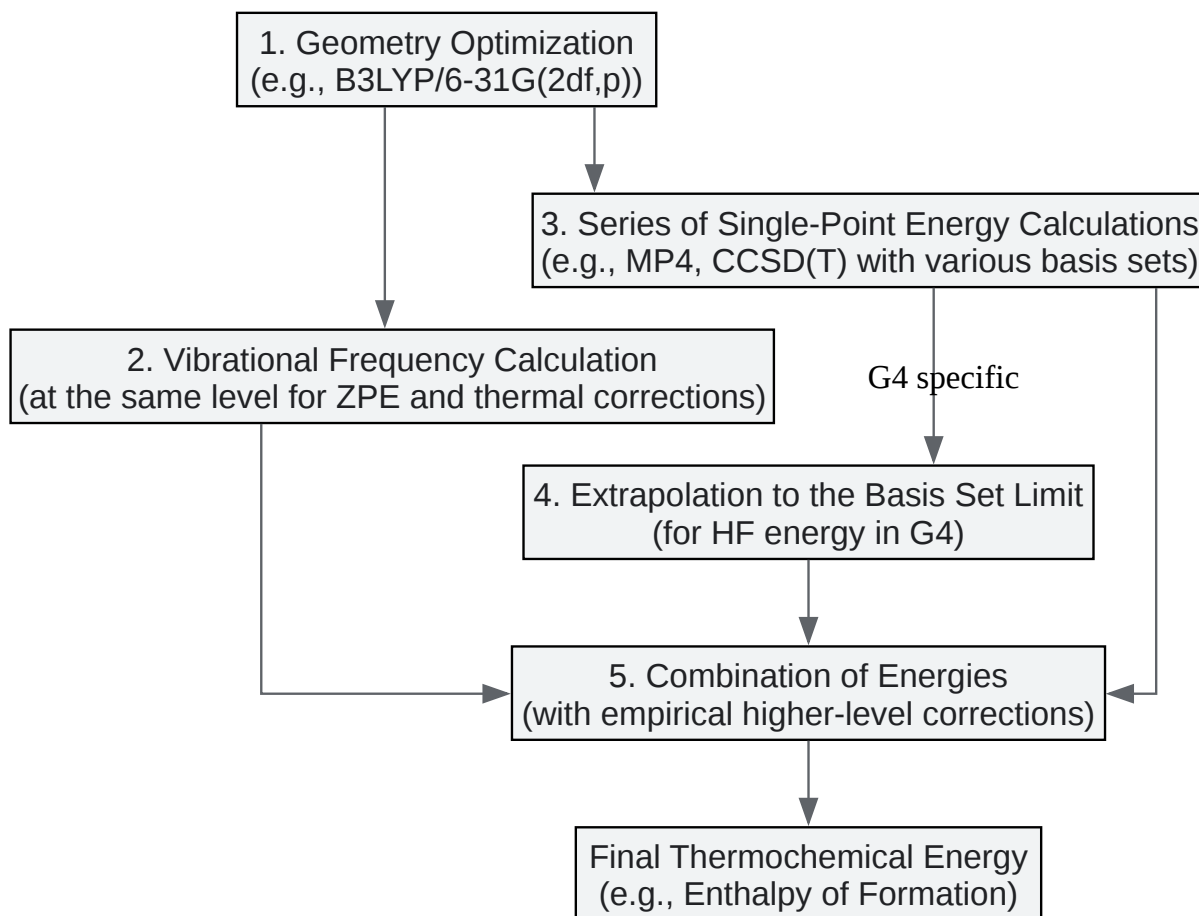 1. Geometry Optimization
(e.g., B3LYP/6-31G(2df,p))
3. Series of Single-Point Energy Calculations
(e.g., MP4, CCSD(T) with various basis sets)
2. Vibrational Frequency Calculation
(at the same level for ZPE and thermal corrections)
G4 specific
4. Extrapolation to the Basis Set Limit
(for HF energy in G4)
5. Combination of Energies
(with empirical higher-level corrections)
Final Thermochemical Energy
(e.g., Enthalpy of Formation)